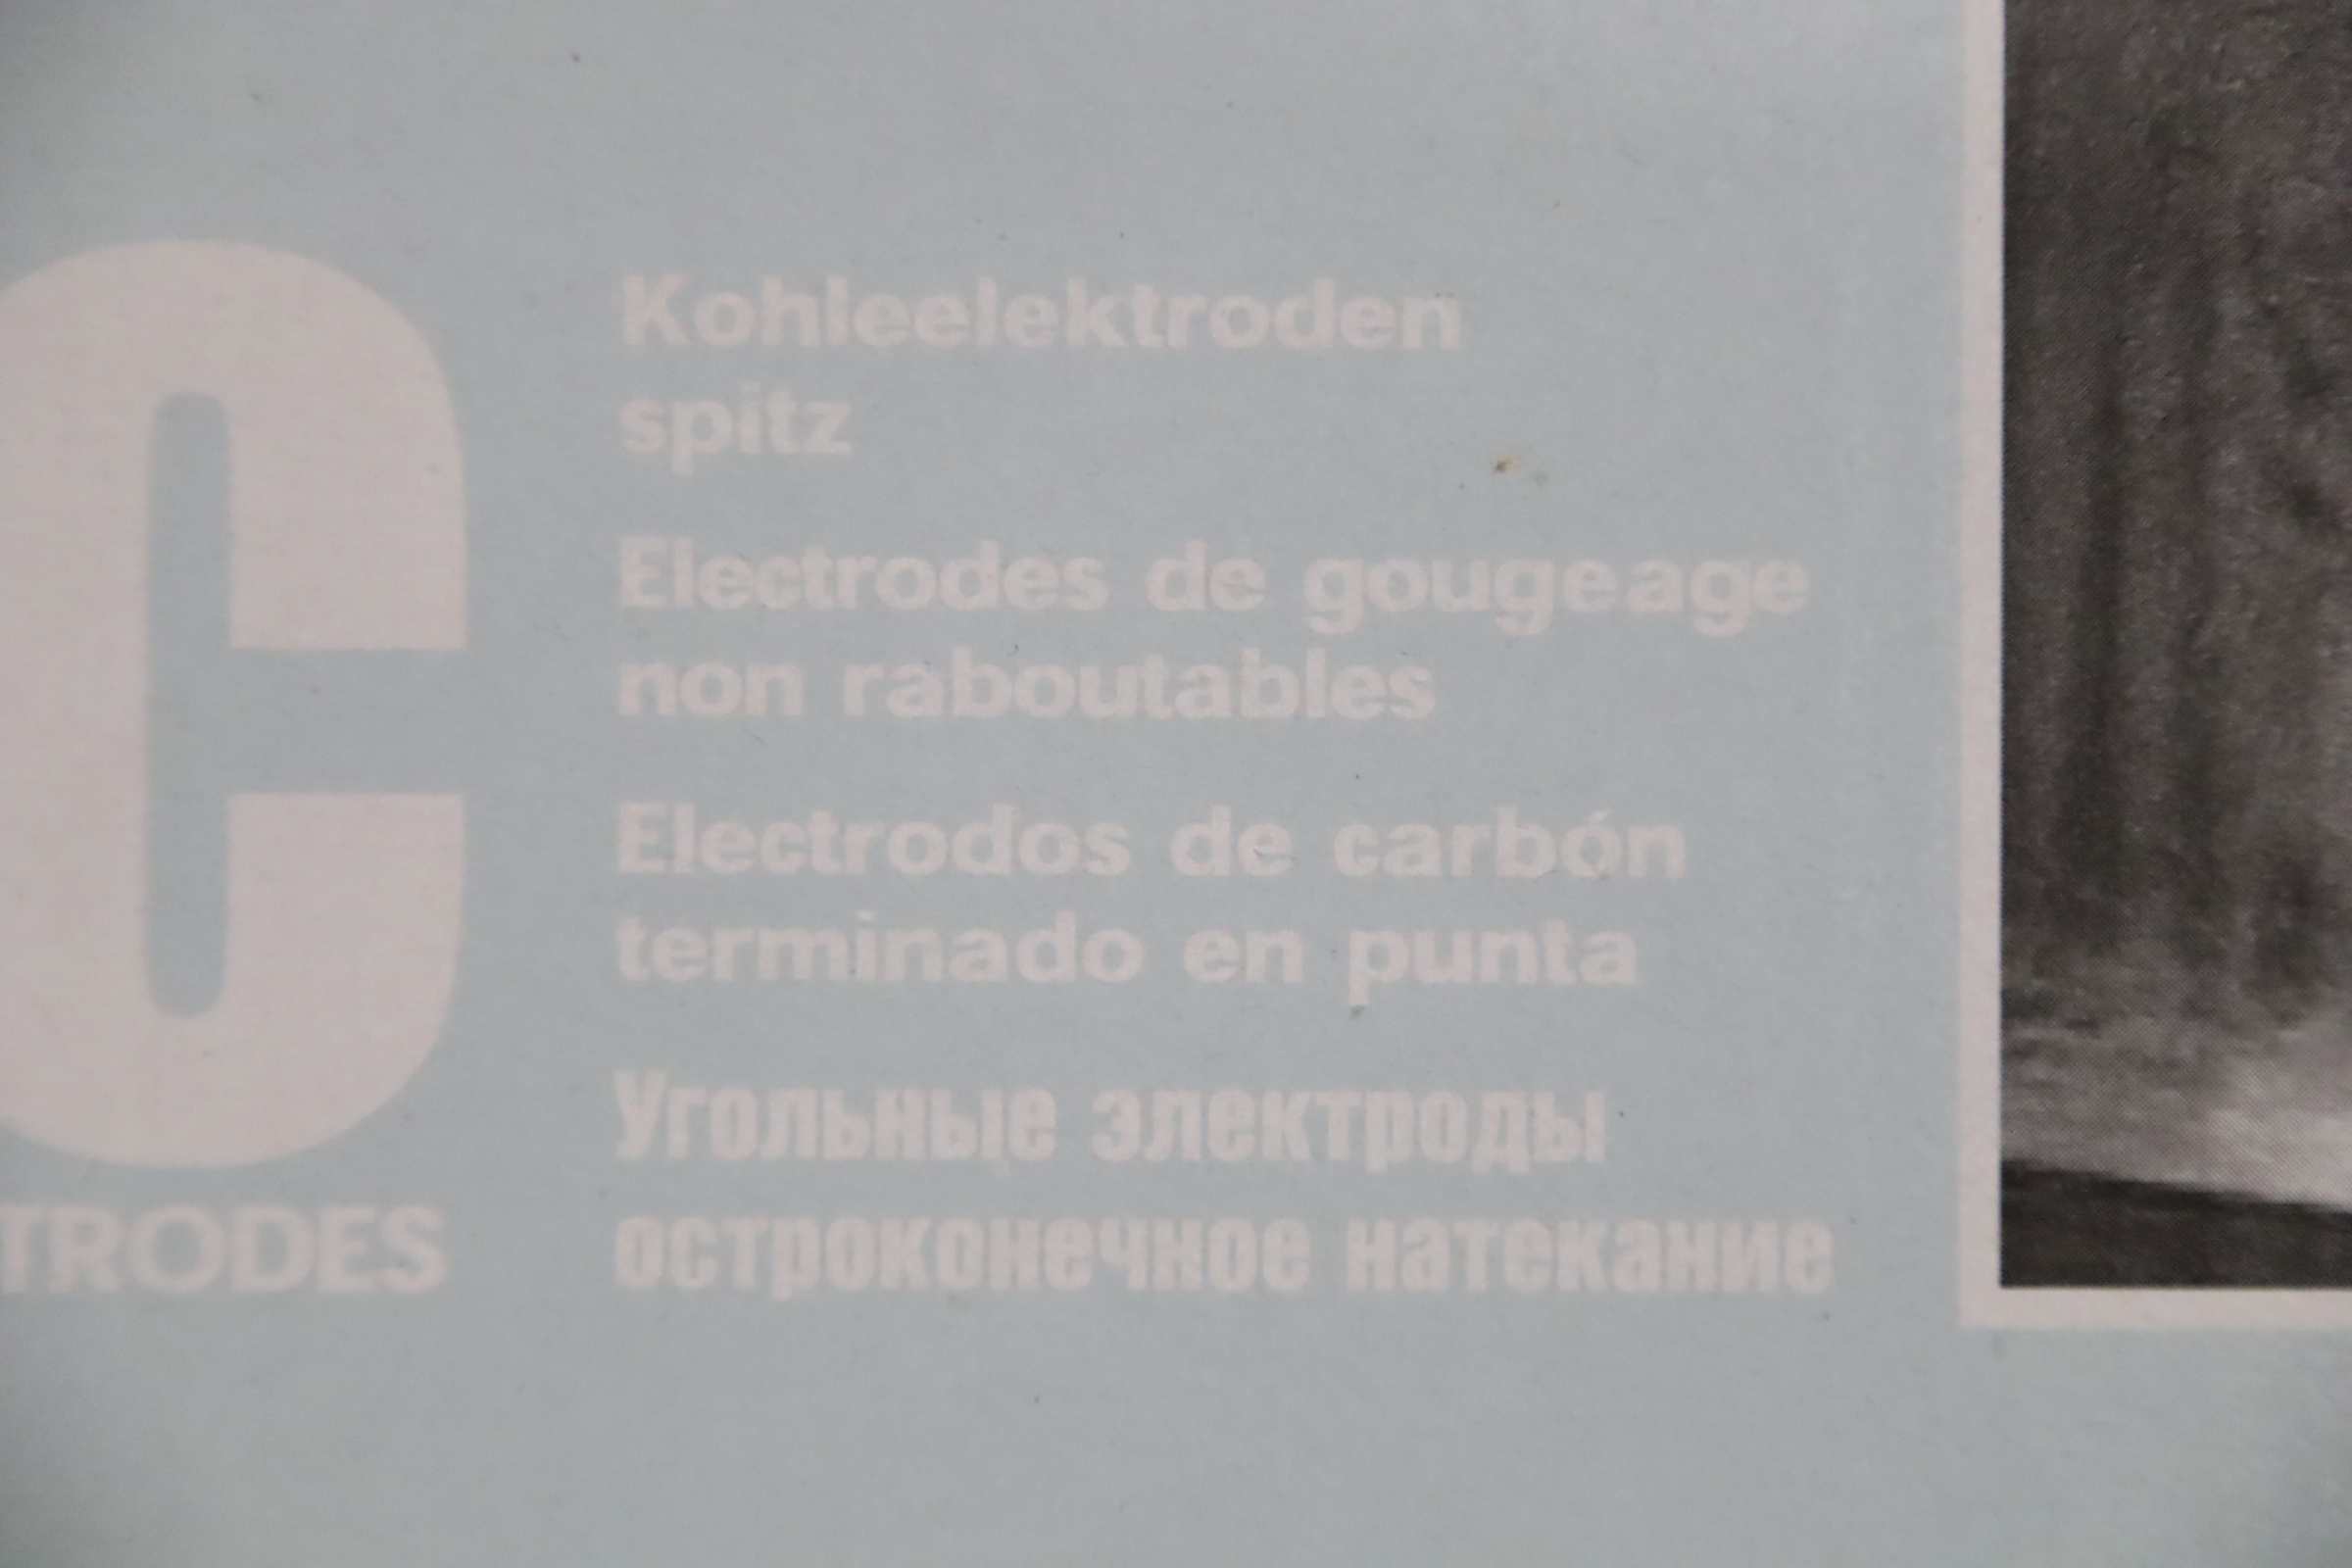 C
TRODES
Kohleelektroden
spitz
Electrodes de gougeage
non raboutables
Electrodos de carbón
terminado en punta
Угольные электроды
остроконечное натекание